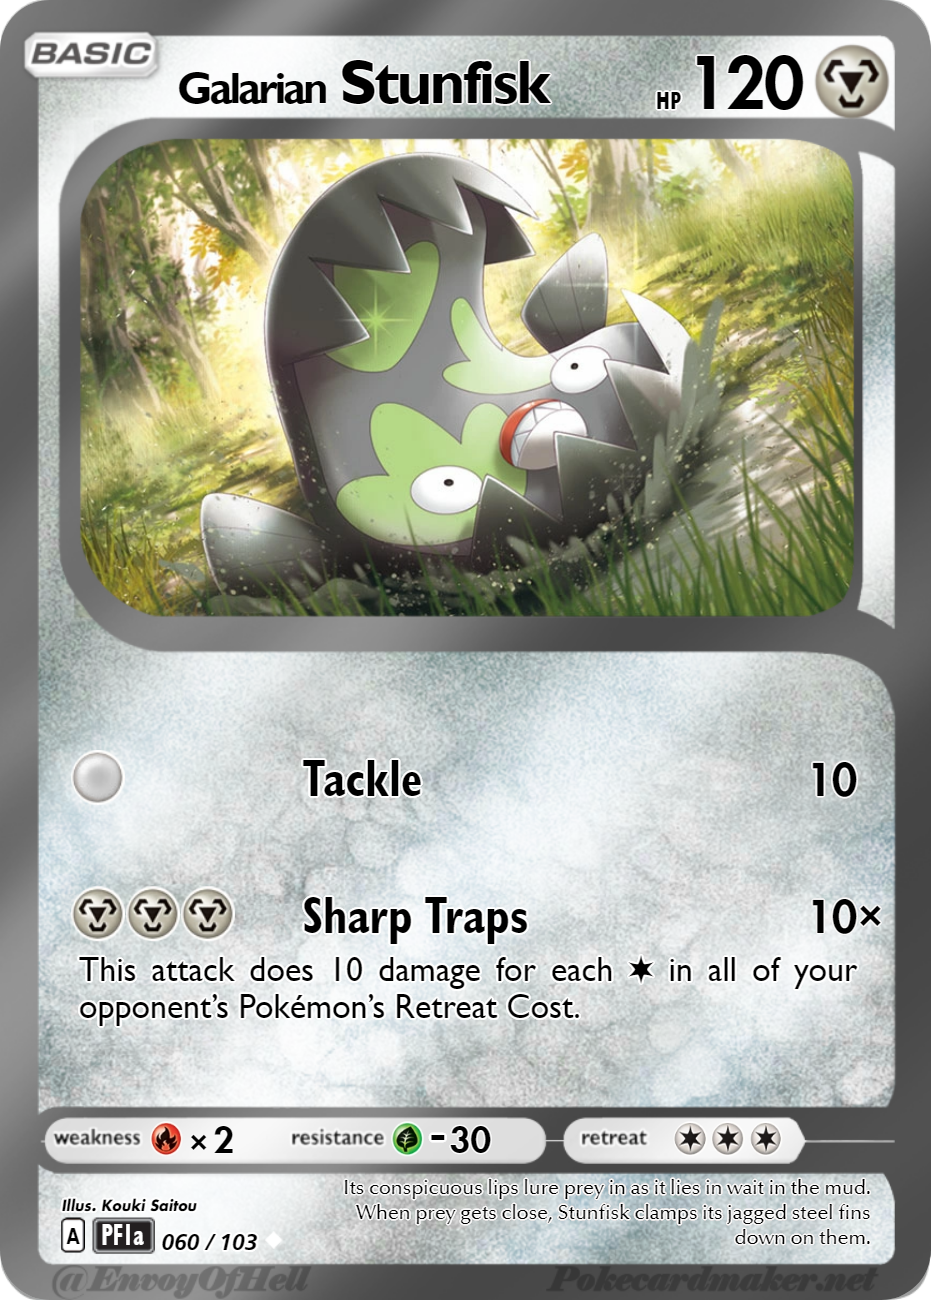 BASIC
Galarian Stunfisk HP 120
Tackle 10
Sharp Traps 10×
This attack does 10 damage for each ✶ in all of your
opponent's Pokémon's Retreat Cost.
weakness × 2 resistance -30 retreat
Its conspicuous lips lure prey in as it lies in wait in the mud.
When prey gets close, Stunfisk clamps its jagged steel fins
down on them.
Illus. Kouki Saitou
A PF1a 060 / 103
@EnvoyOfHell Pokecardmaker.net